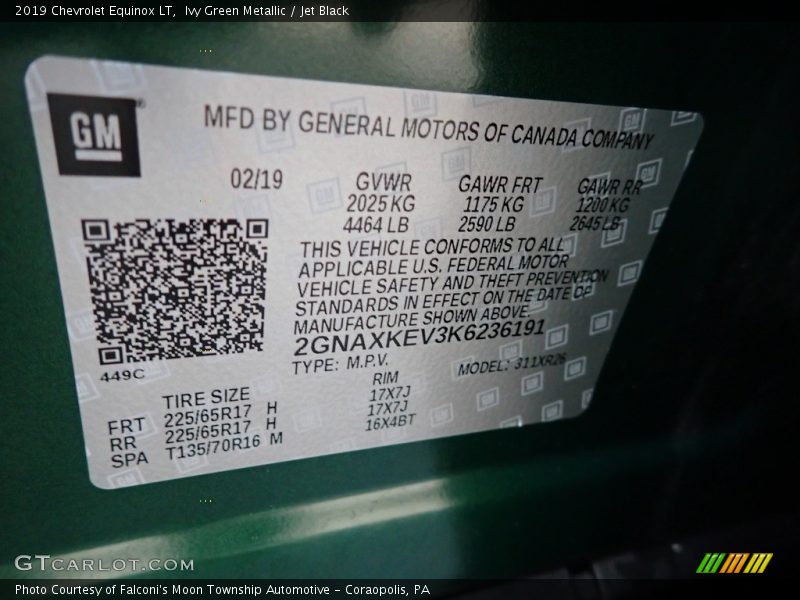 2019 Chevrolet Equinox LT,  Ivy Green Metallic / Jet Black
GM
MFD BY GENERAL MOTORS OF CANADA COMPANY
02/19 GVWR GAWR FRT GAWR RR
2025 KG 1175 KG 1200 KG
4464 LB 2590 LB 2645 LB
THIS VEHICLE CONFORMS TO ALL
APPLICABLE U.S. FEDERAL MOTOR
VEHICLE SAFETY AND THEFT PREVENTION
STANDARDS IN EFFECT ON THE DATE OF
MANUFACTURE SHOWN ABOVE.
2GNAXKEV3K6236191
TYPE: M.P.V. MODEL: 311XR26
449C
TIRE SIZE RIM
FRT 225/65R17 H 17X7J
RR 225/65R17 H 17X7J
SPA T135/70R16 M 16X4BT
GTCARLOT.COM
Photo Courtesy of Falconi's Moon Township Automotive – Coraopolis, PA